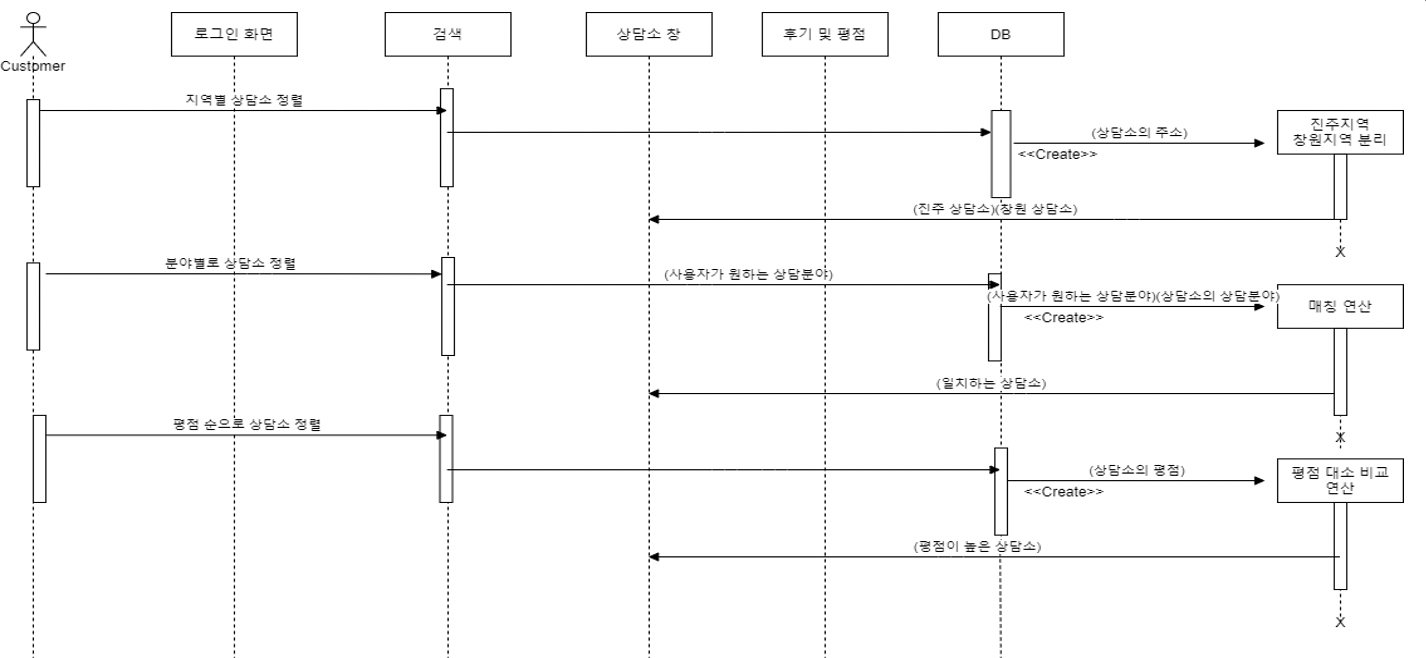 Customer
로그인 화면
검색
상담소 창
후기 및 평점
DB
지역별 상담소 정렬
(상담소의 주소)
<<Create>>
진주지역
창원지역 분리
(진주 상담소)(창원 상담소)
X
분야별로 상담소 정렬
(사용자가 원하는 상담분야)
(사용자가 원하는 상담분야)(상담소의 상담분야)
<<Create>>
매칭 연산
(일치하는 상담소)
X
평점 순으로 상담소 정렬
(상담소의 평점)
<<Create>>
평점 대소 비교
연산
(평점이 높은 상담소)
X